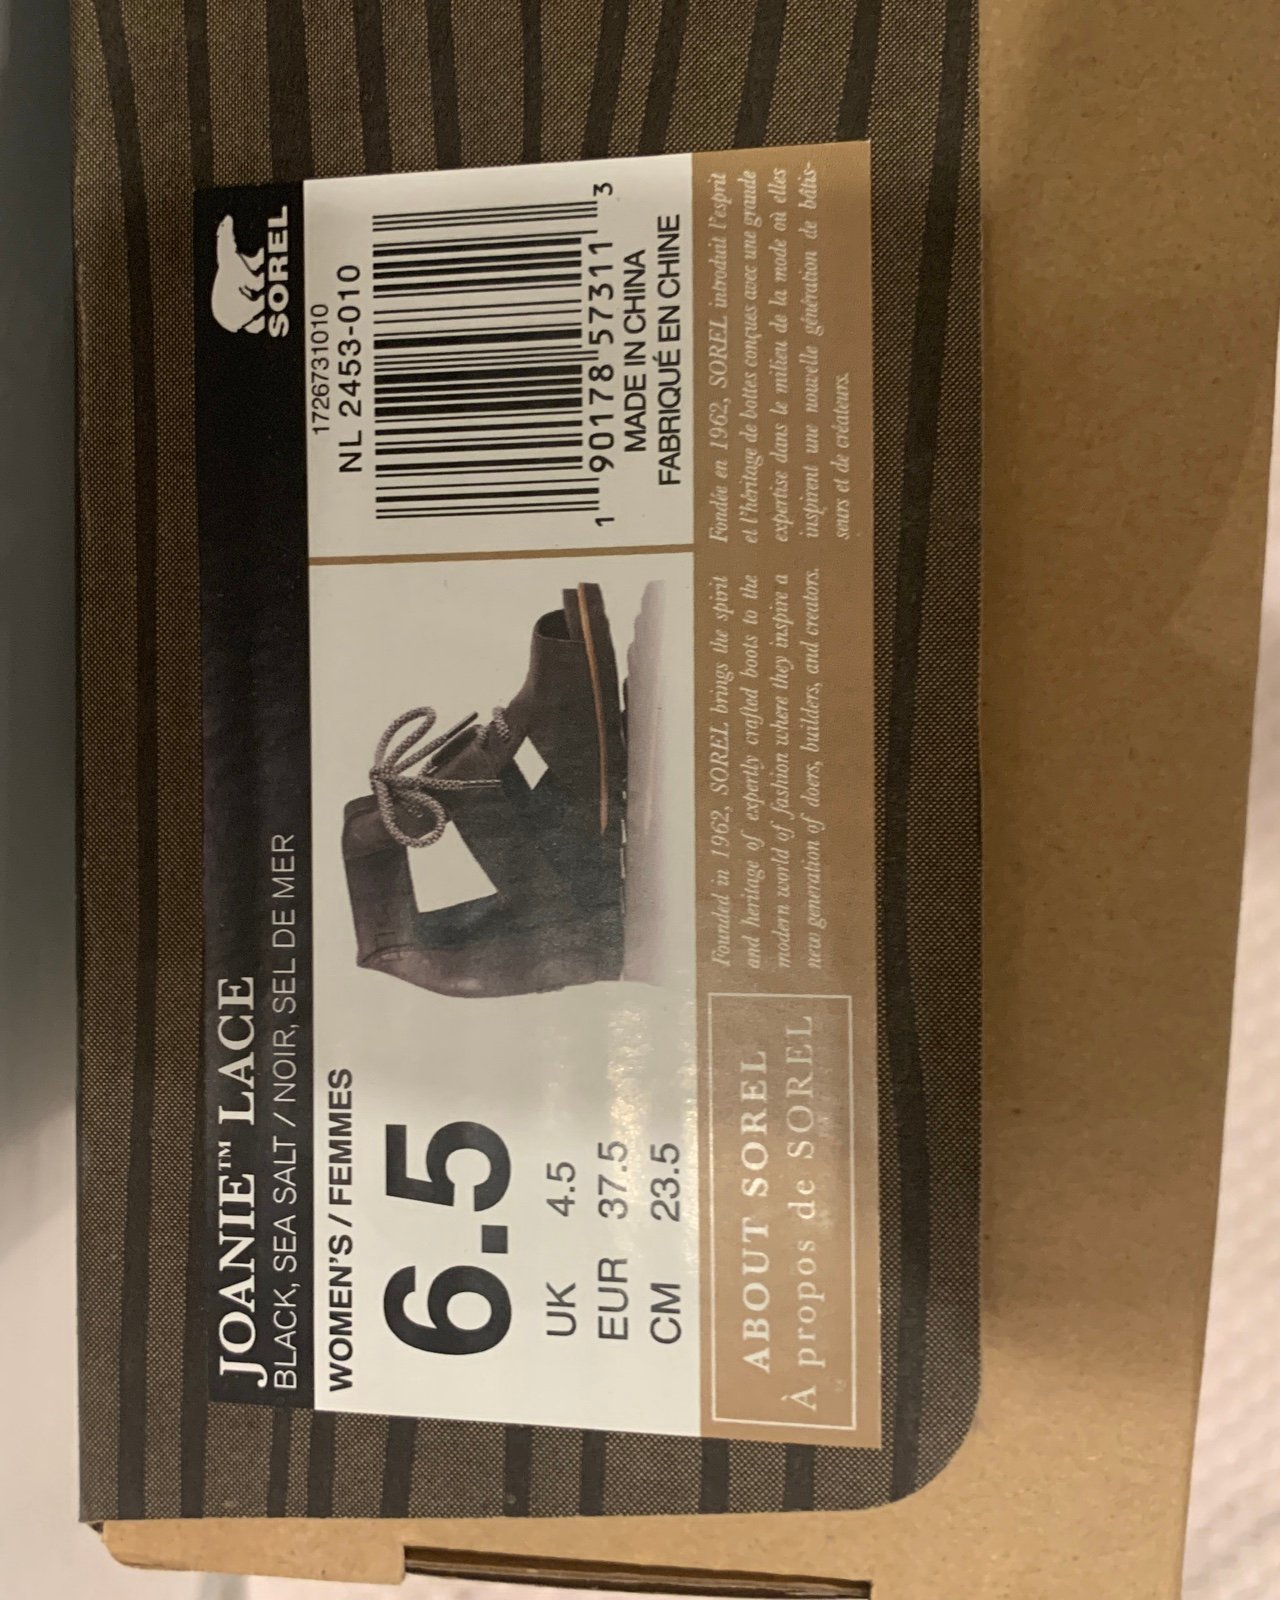 JOANIE™ LACE
BLACK, SEA SALT / NOIR, SEL DE MER
SOREL
WOMEN'S / FEMMES
6.5
UK 4.5
EUR 37.5
CM 23.5
1726731010
NL 2453-010
1 90178 57311 3
MADE IN CHINA
FABRIQUÉ EN CHINE
ABOUT SOREL
À propos de SOREL
Founded in 1962, SOREL brings the spirit
and heritage of expertly crafted boots to the
modern world of fashion where they inspire a
new generation of doers, builders, and creators.
Fondée en 1962, SOREL introduit l'esprit
et l'héritage de bottes conçues avec une grande
expertise dans le milieu de la mode où elles
inspirent une nouvelle génération de bâtis-
seurs et de créateurs.